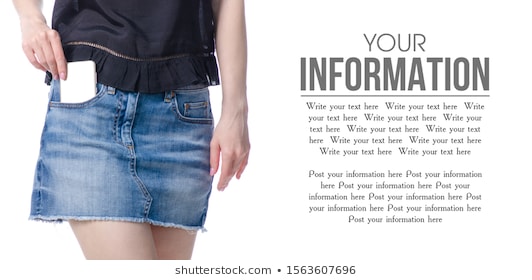 YOUR
INFORMATION
Write your text here Write your text here Write
your text here Write your text here Write your
text here Write your text here Write your text
here Write your text here Write your text here
Write your text here Write your text here
Post your information here Post your information
here Post your information here Post your
information here Post your information here Post
your information here Post your information here
Post your information here
shutterstock.com • 1563607696